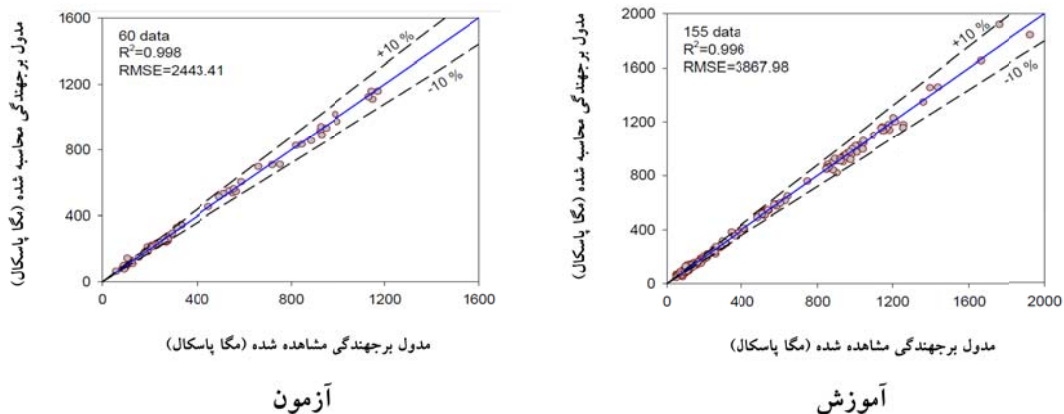 60 data
R²=0.998
RMSE=2443.41
+10 %
-10 %
1600
1200
800
400
0
0 400 800 1200 1600
مدول برجهندگی محاسبه شده (مگا پاسکال)
مدول برجهندگی مشاهده شده (مگا پاسکال)
آزمون
155 data
R²=0.996
RMSE=3867.98
+10 %
-10 %
2000
1600
1200
800
400
0
0 400 800 1200 1600 2000
مدول برجهندگی محاسبه شده (مگا پاسکال)
مدول برجهندگی مشاهده شده (مگا پاسکال)
آموزش